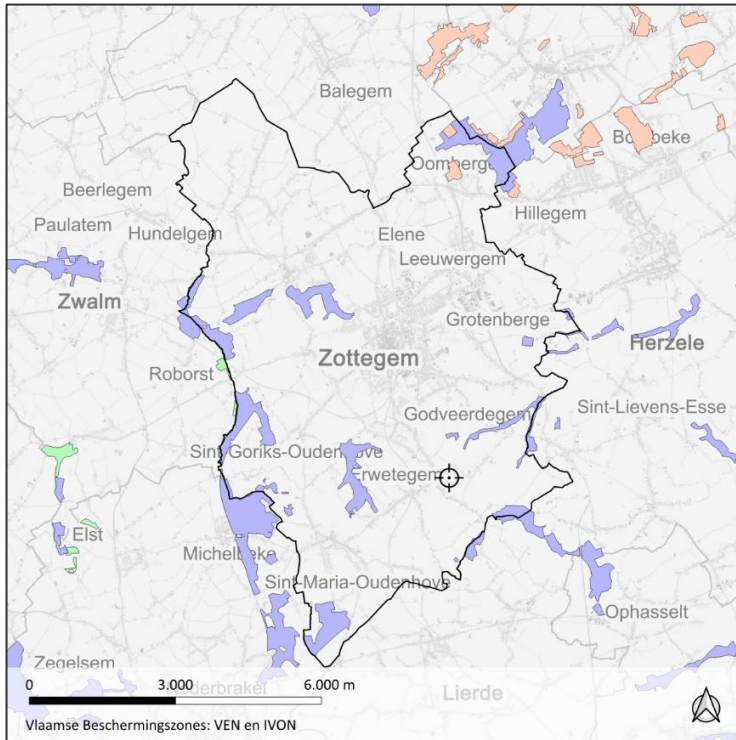 Balegem
Bo beke
Oomberge
Beerlegem
Paulatem
Hillegem
Hundelgem
Elene
Leeuwergem
Zwalm
Grotenberge
Herzele
Zottegem
Roborst
Godveerdegem
Sint-Lievens-Esse
Sint-Goriks-Oudenhove
Erwetegem
Elst
Michelbeke
Sint-Maria-Oudenhove
Ophasselt
Zegelsem
Nederbrakel
Lierde
0 3.000 6.000 m
Vlaamse Beschermingszones: VEN en IVON